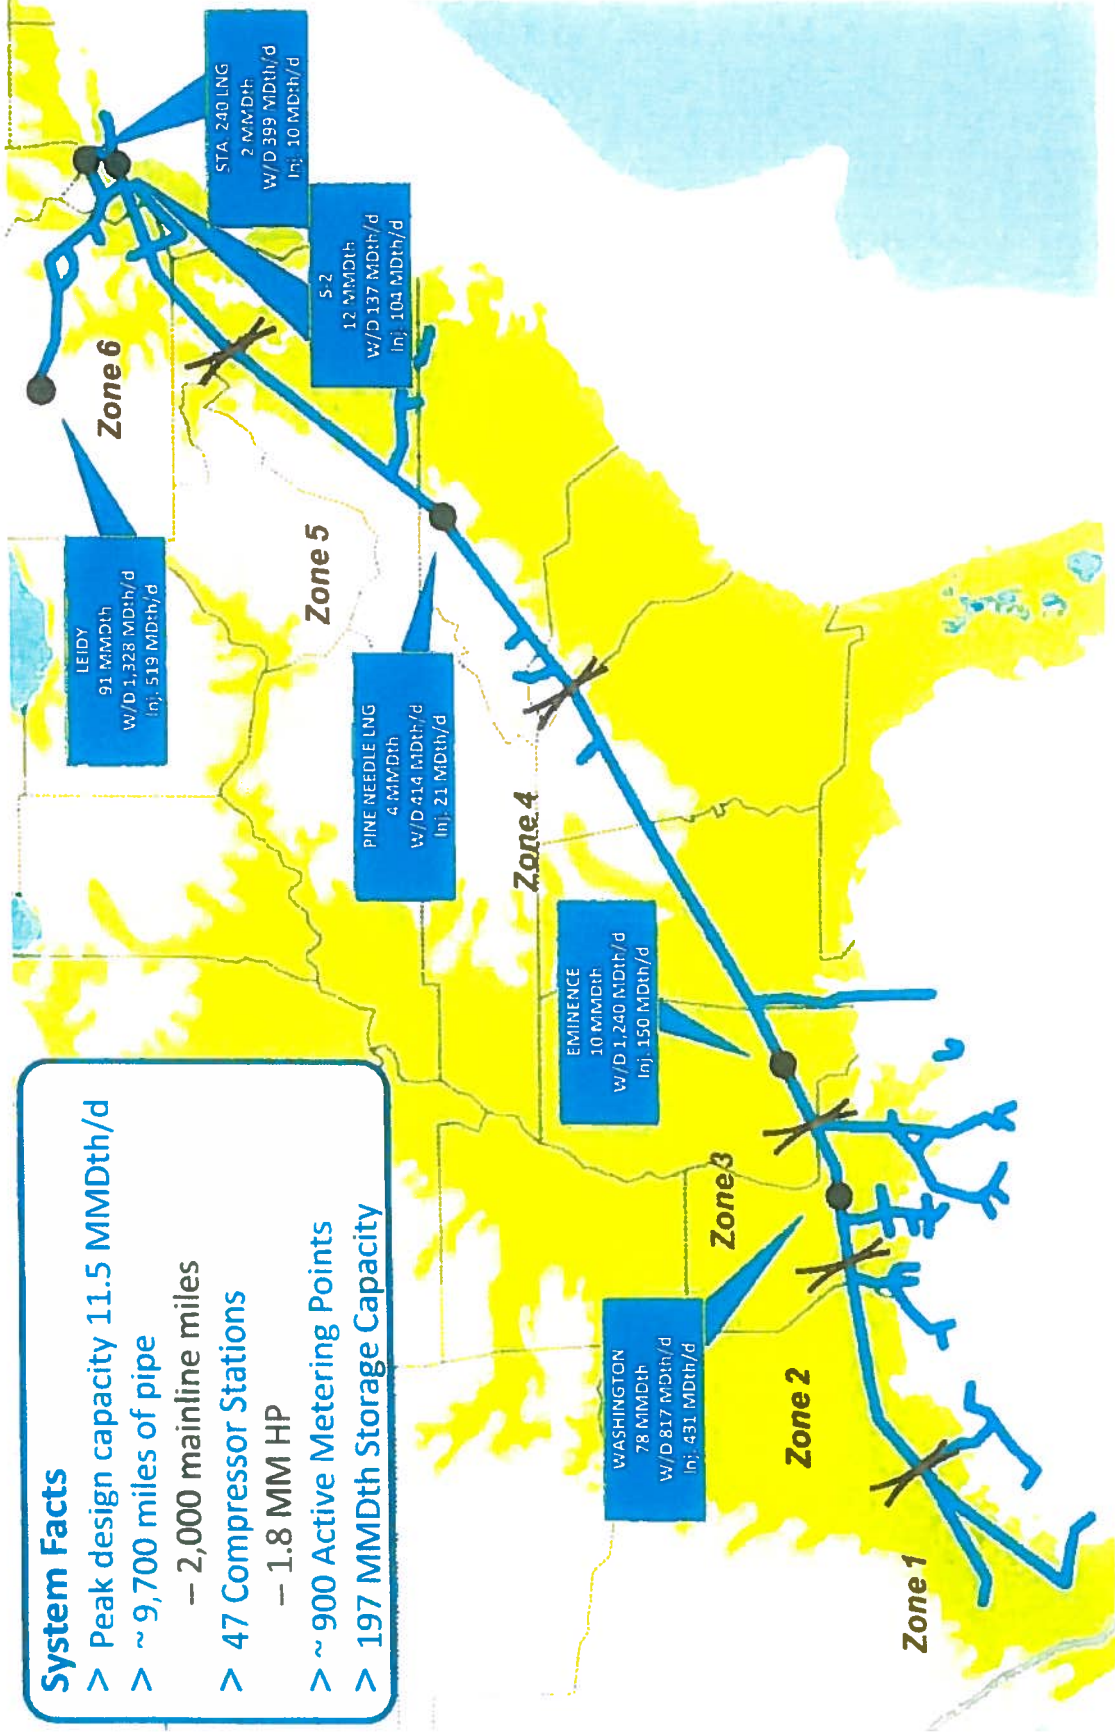 System Facts
> Peak design capacity 11.5 MMDth/d
> ~ 9,700 miles of pipe
– 2,000 mainline miles
> 47 Compressor Stations
– 1.8 MM HP
> ~ 900 Active Metering Points
> 197 MMDth Storage Capacity
LEIDY
91 MMDth
W/D 1,328 MDth/d
Inj. 519 MDth/d
Zone 6
STA. 240 LNG
2 MMDth
W/D 399 MDth/d
Inj. 10 MDth/d
S-2
12 MMDth
W/D 137 MDth/d
Inj. 104 MDth/d
Zone 5
PINE NEEDLE LNG
4 MMDth
W/D 414 MDth/d
Inj. 21 MDth/d
Zone 4
EMINENCE
10 MMDth
W/D 1,240 MDth/d
Inj. 150 MDth/d
Zone 3
WASHINGTON
78 MMDth
W/D 817 MDth/d
Inj. 431 MDth/d
Zone 2
Zone 1